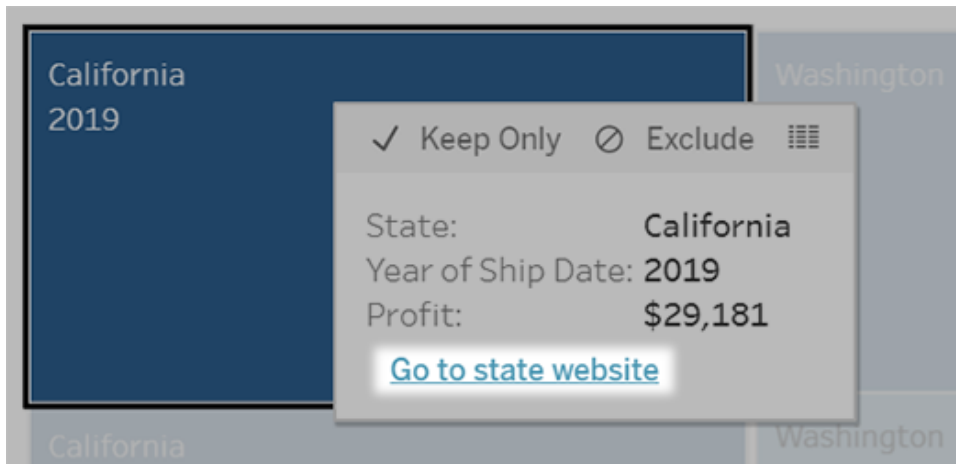 California
2019
Washington
Keep Only Exclude
State: California
Year of Ship Date: 2019
Profit: $29,181
Go to state website
California
Washington